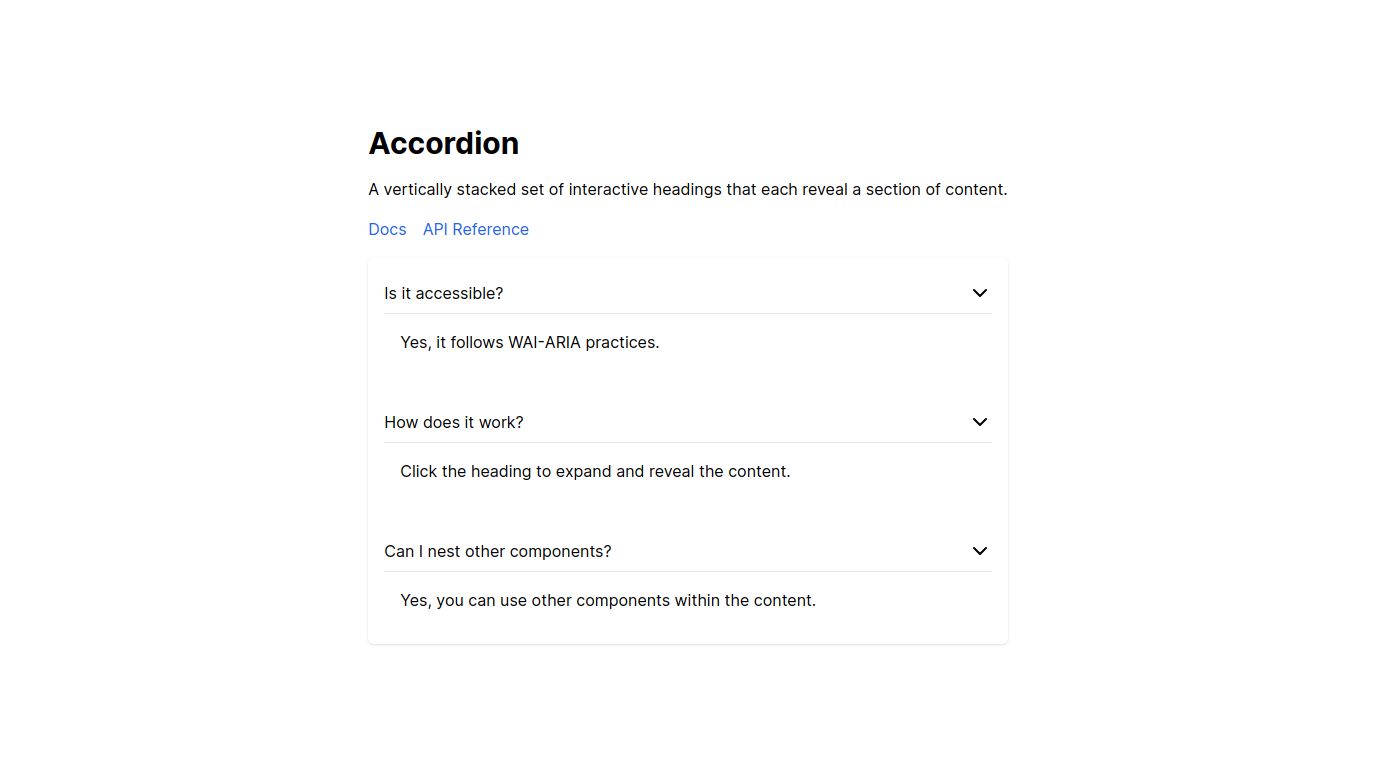 Accordion
A vertically stacked set of interactive headings that each reveal a section of content.
Docs API Reference
Is it accessible?
Yes, it follows WAI-ARIA practices.
How does it work?
Click the heading to expand and reveal the content.
Can I nest other components?
Yes, you can use other components within the content.